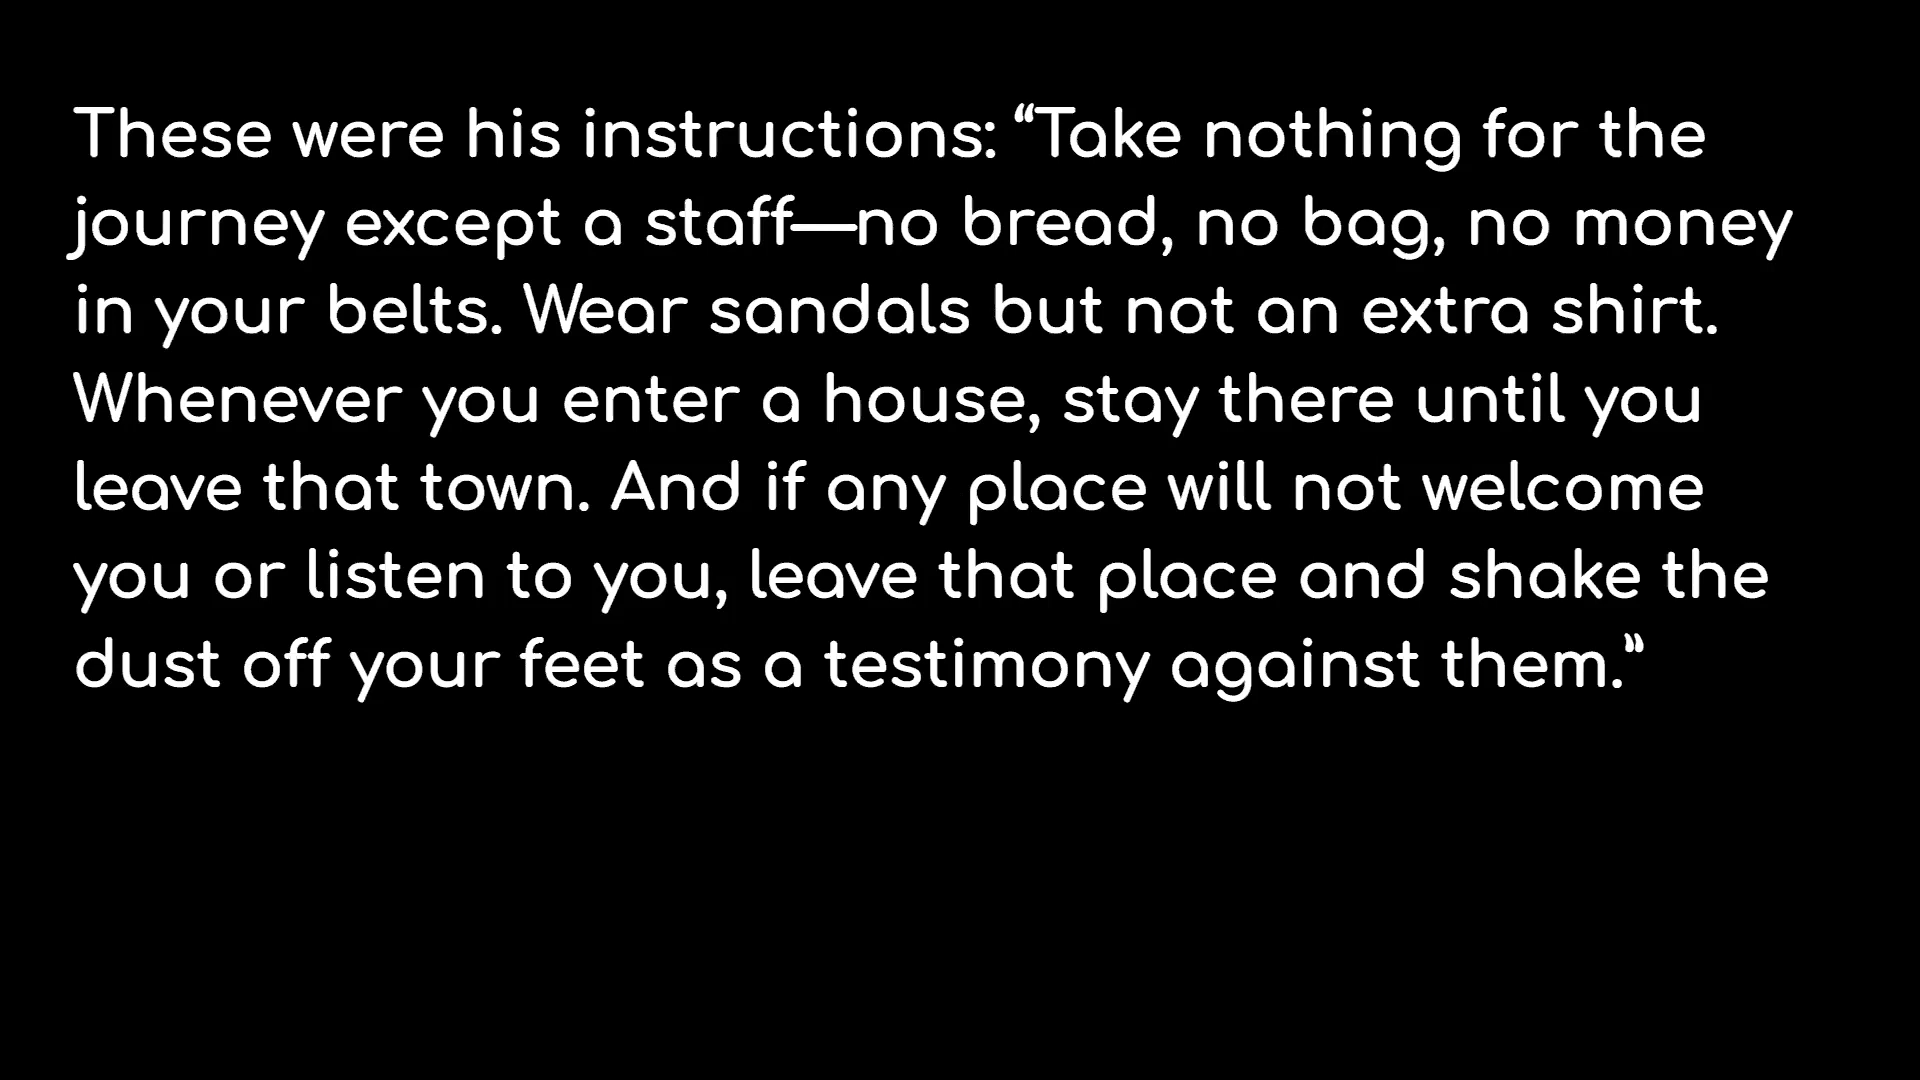 These were his instructions: “Take nothing for the
journey except a staff—no bread, no bag, no money
in your belts. Wear sandals but not an extra shirt.
Whenever you enter a house, stay there until you
leave that town. And if any place will not welcome
you or listen to you, leave that place and shake the
dust off your feet as a testimony against them.”